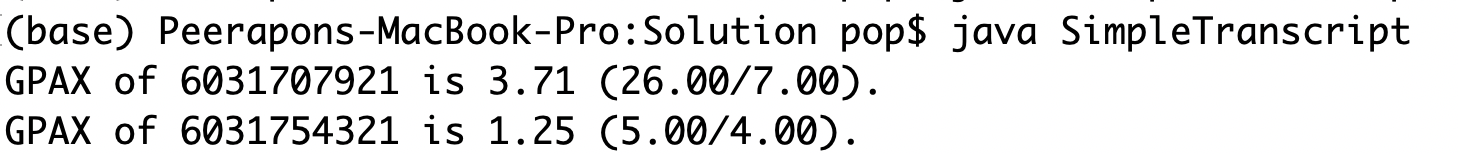 (base) Peerapons-MacBook-Pro:Solution pop$ java SimpleTranscript
GPAX of 6031707921 is 3.71 (26.00/7.00).
GPAX of 6031754321 is 1.25 (5.00/4.00).